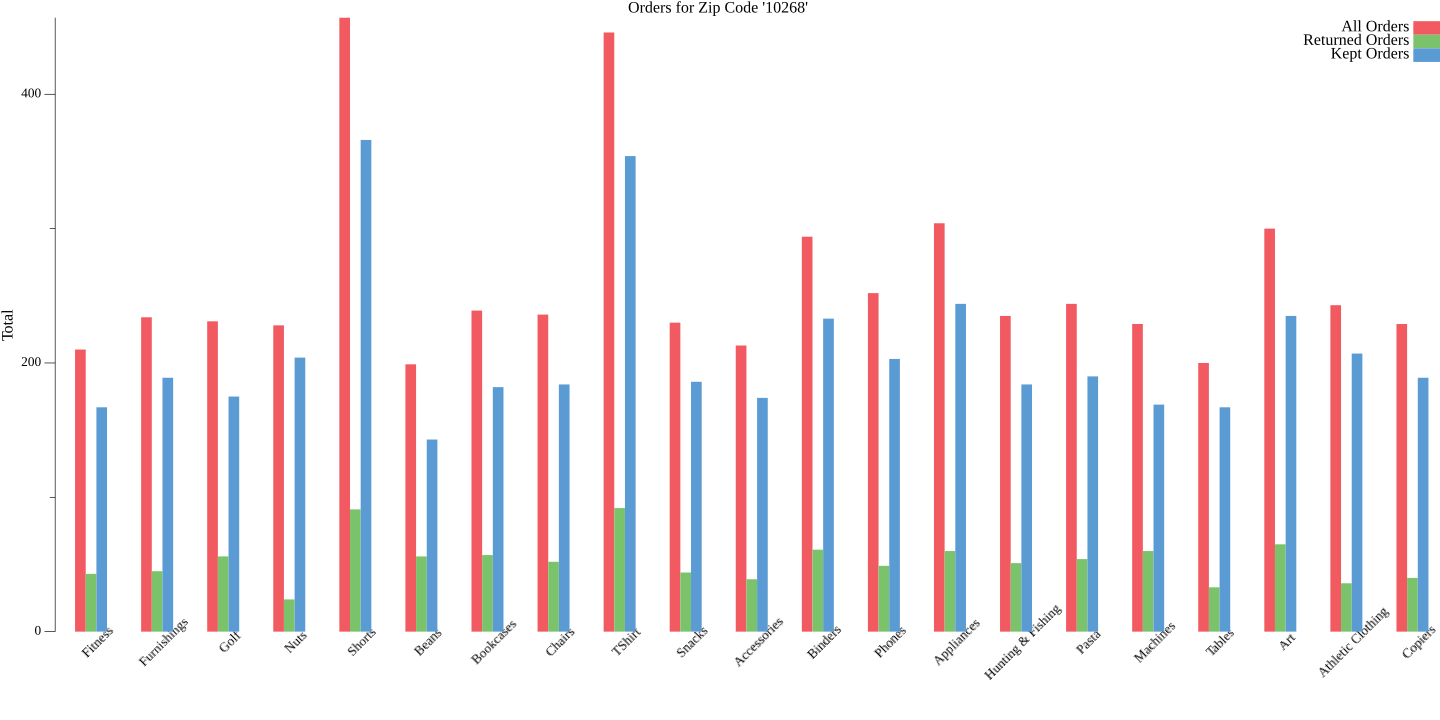 Orders for Zip Code '10268'
All Orders
Returned Orders
Kept Orders
Total
400
200
0
Fitness
Furnishings
Golf
Nuts
Shorts
Beans
Bookcases
Chairs
TShirt
Snacks
Accessories
Binders
Phones
Appliances
Hunting & Fishing
Pasta
Machines
Tables
Art
Athletic Clothing
Copiers